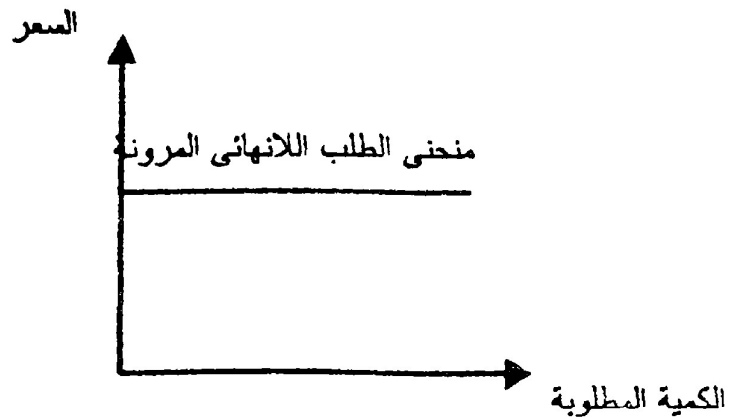 السعر
منحنى الطلب اللانهائى المرونة
الكمية المطلوبة